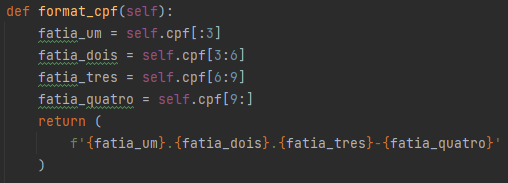 def format_cpf(self):
    fatia_um = self.cpf[:3]
    fatia_dois = self.cpf[3:6]
    fatia_tres = self.cpf[6:9]
    fatia_quatro = self.cpf[9:]
    return (
        f'{fatia_um}.{fatia_dois}.{fatia_tres}-{fatia_quatro}'
    )